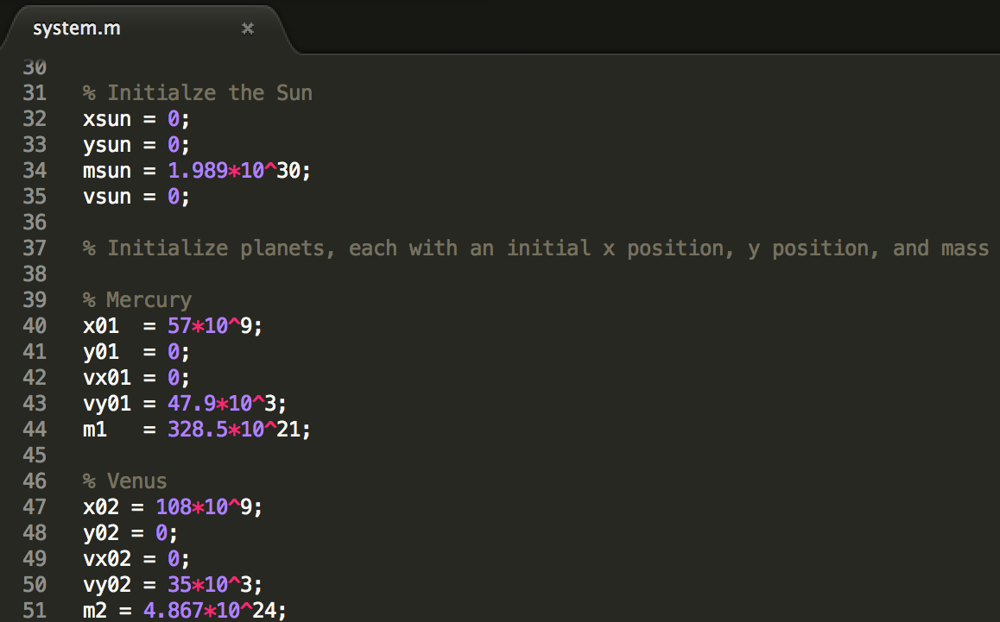 system.m ×
30
31 % Initialze the Sun
32 xsun = 0;
33 ysun = 0;
34 msun = 1.989*10^30;
35 vsun = 0;
36
37 % Initialize planets, each with an initial x position, y position, and mass
38
39 % Mercury
40 x01  = 57*10^9;
41 y01  = 0;
42 vx01 = 0;
43 vy01 = 47.9*10^3;
44 m1   = 328.5*10^21;
45
46 % Venus
47 x02 = 108*10^9;
48 y02 = 0;
49 vx02 = 0;
50 vy02 = 35*10^3;
51 m2 = 4.867*10^24;